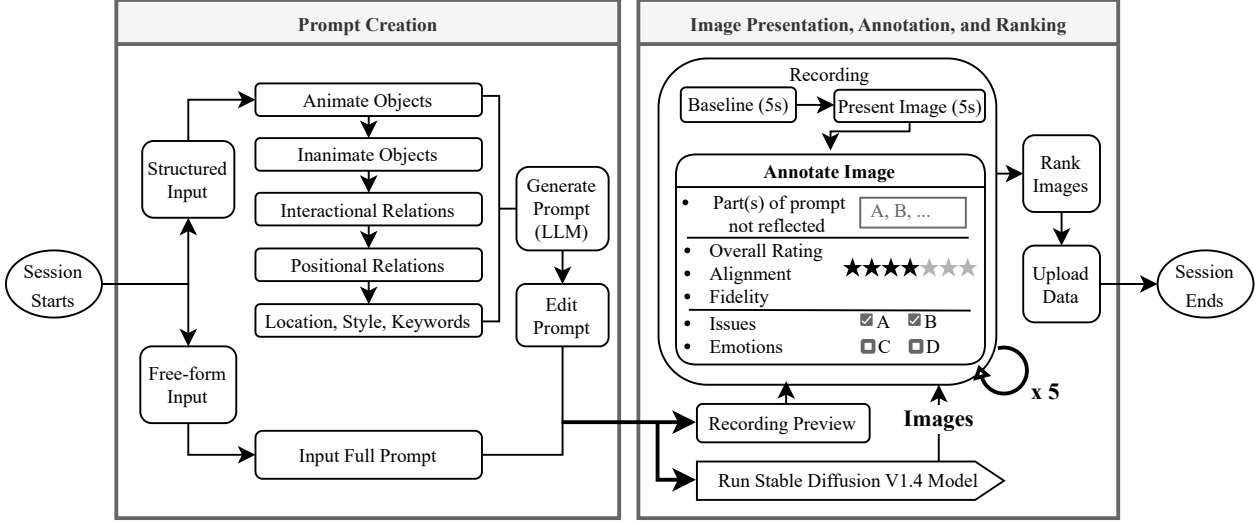 Prompt Creation
Image Presentation, Annotation, and Ranking
Session
Starts
Structured
Input
Free-form
Input
Animate Objects
Inanimate Objects
Interactional Relations
Positional Relations
Location, Style, Keywords
Input Full Prompt
Generate
Prompt
(LLM)
Edit
Prompt
Recording
Baseline (5s)
Present Image (5s)
Annotate Image
• Part(s) of prompt
not reflected
A, B, ...
• Overall Rating
• Alignment
• Fidelity
• Issues
A B
• Emotions
C D
x 5
Recording Preview
Images
Run Stable Diffusion V1.4 Model
Rank
Images
Upload
Data
Session
Ends